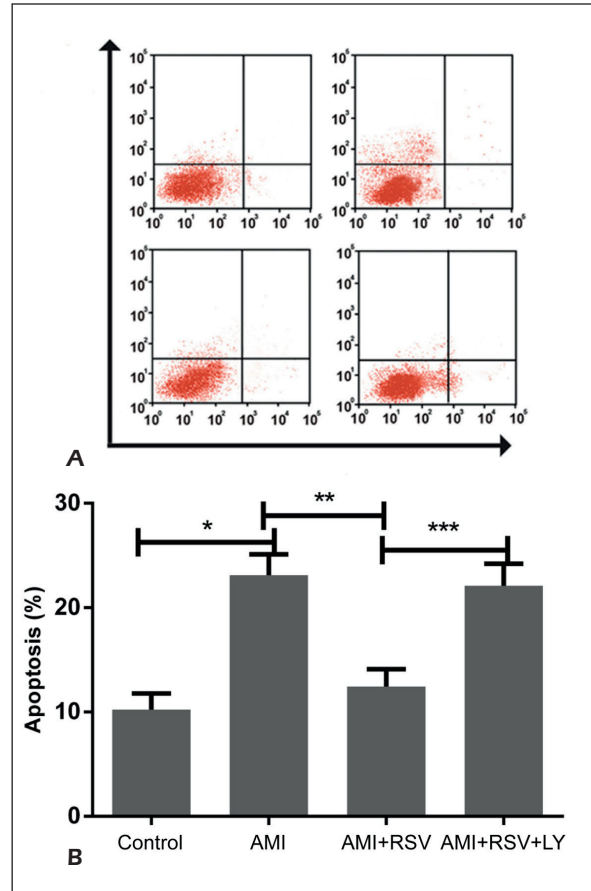 10⁵ 10⁵
10⁴ 10⁴
10³ 10³
10² 10²
10¹ 10¹
10⁰ 10⁰
10⁰ 10¹ 10² 10³ 10⁴ 10⁵ 10⁰ 10¹ 10² 10³ 10⁴ 10⁵
10⁵ 10⁵
10⁴ 10⁴
10³ 10³
10² 10²
10¹ 10¹
10⁰ 10⁰
10⁰ 10¹ 10² 10³ 10⁴ 10⁵ 10⁰ 10¹ 10² 10³ 10⁴ 10⁵
A
30
* ** ***
20
Apoptosis (%)
10
0
Control AMI AMI+RSV AMI+RSV+LY
B